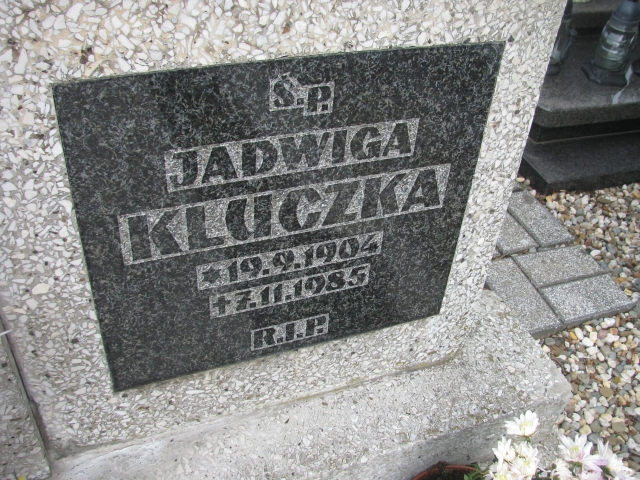 Ś.P.
JADWIGA
KLUCZKA
*19.9.1904
+7.11.1985
R.I.P.